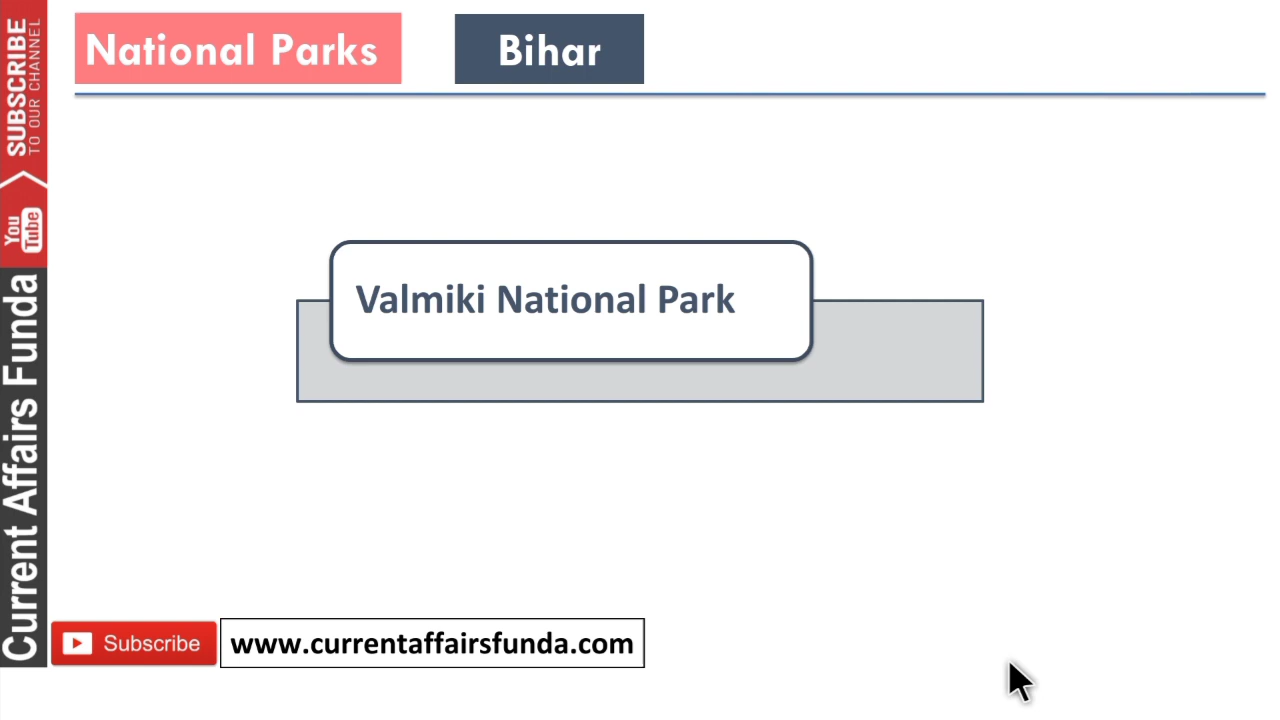 National Parks
Bihar
Valmiki National Park
SUBSCRIBE
TO OUR CHANNEL
You
Tube
Current Affairs Funda
Subscribe
www.currentaffairsfunda.com